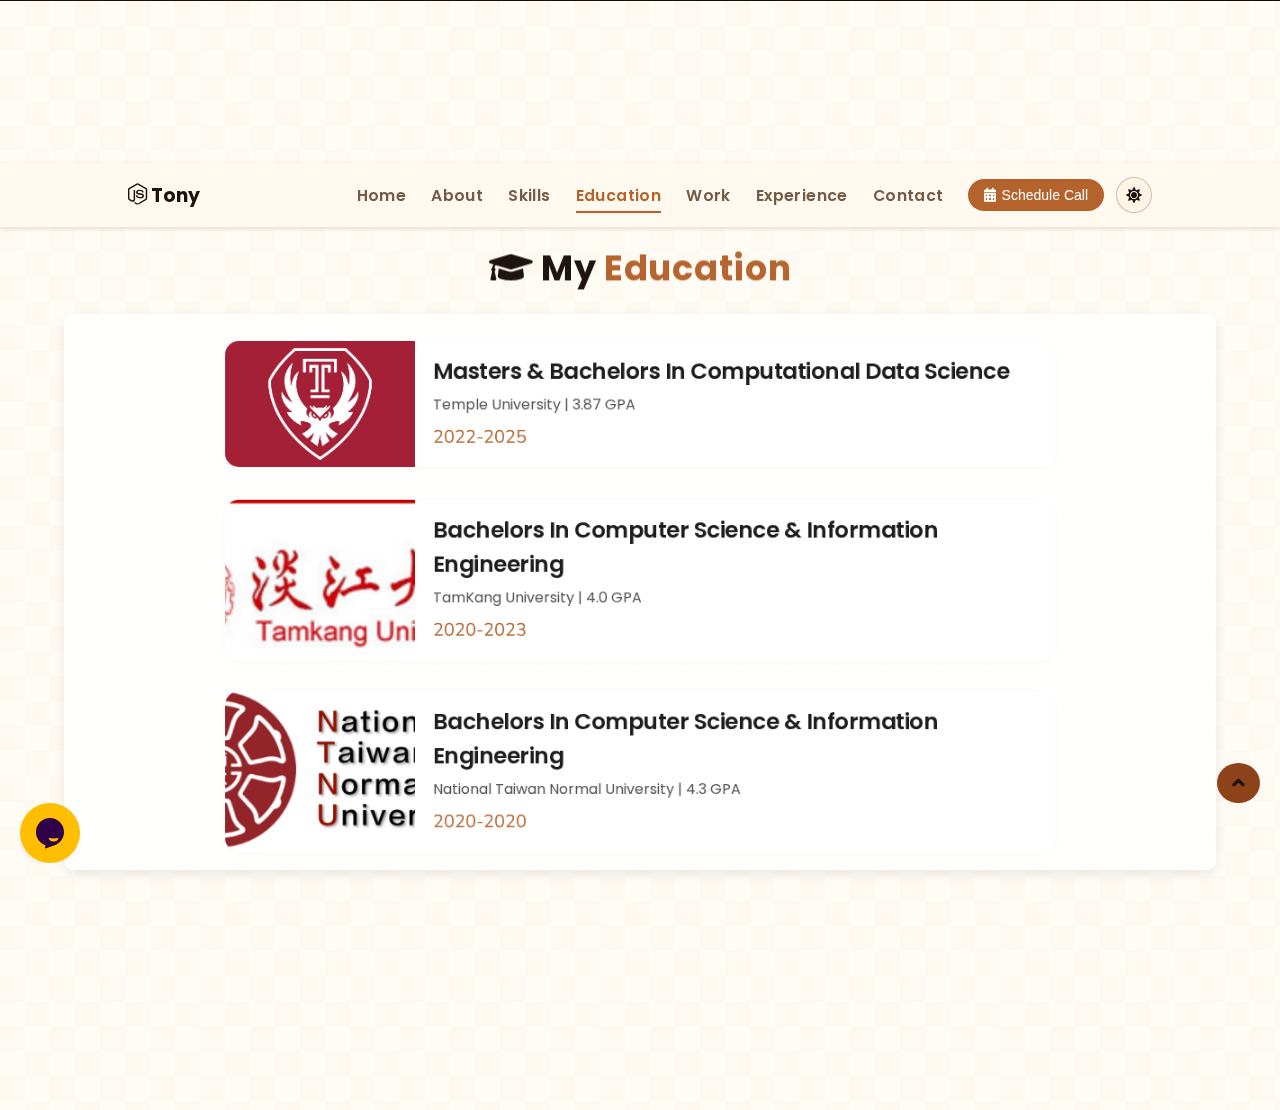 Tony
Home About Skills Education Work Experience Contact Schedule Call
My Education
T
Masters & Bachelors In Computational Data Science
Temple University | 3.87 GPA
2022-2025
淡江
Tamkang Uni
Bachelors In Computer Science & Information
Engineering
TamKang University | 4.0 GPA
2020-2023
Nation
Taiwa
Norma
Univer
Bachelors In Computer Science & Information
Engineering
National Taiwan Normal University | 4.3 GPA
2020-2020